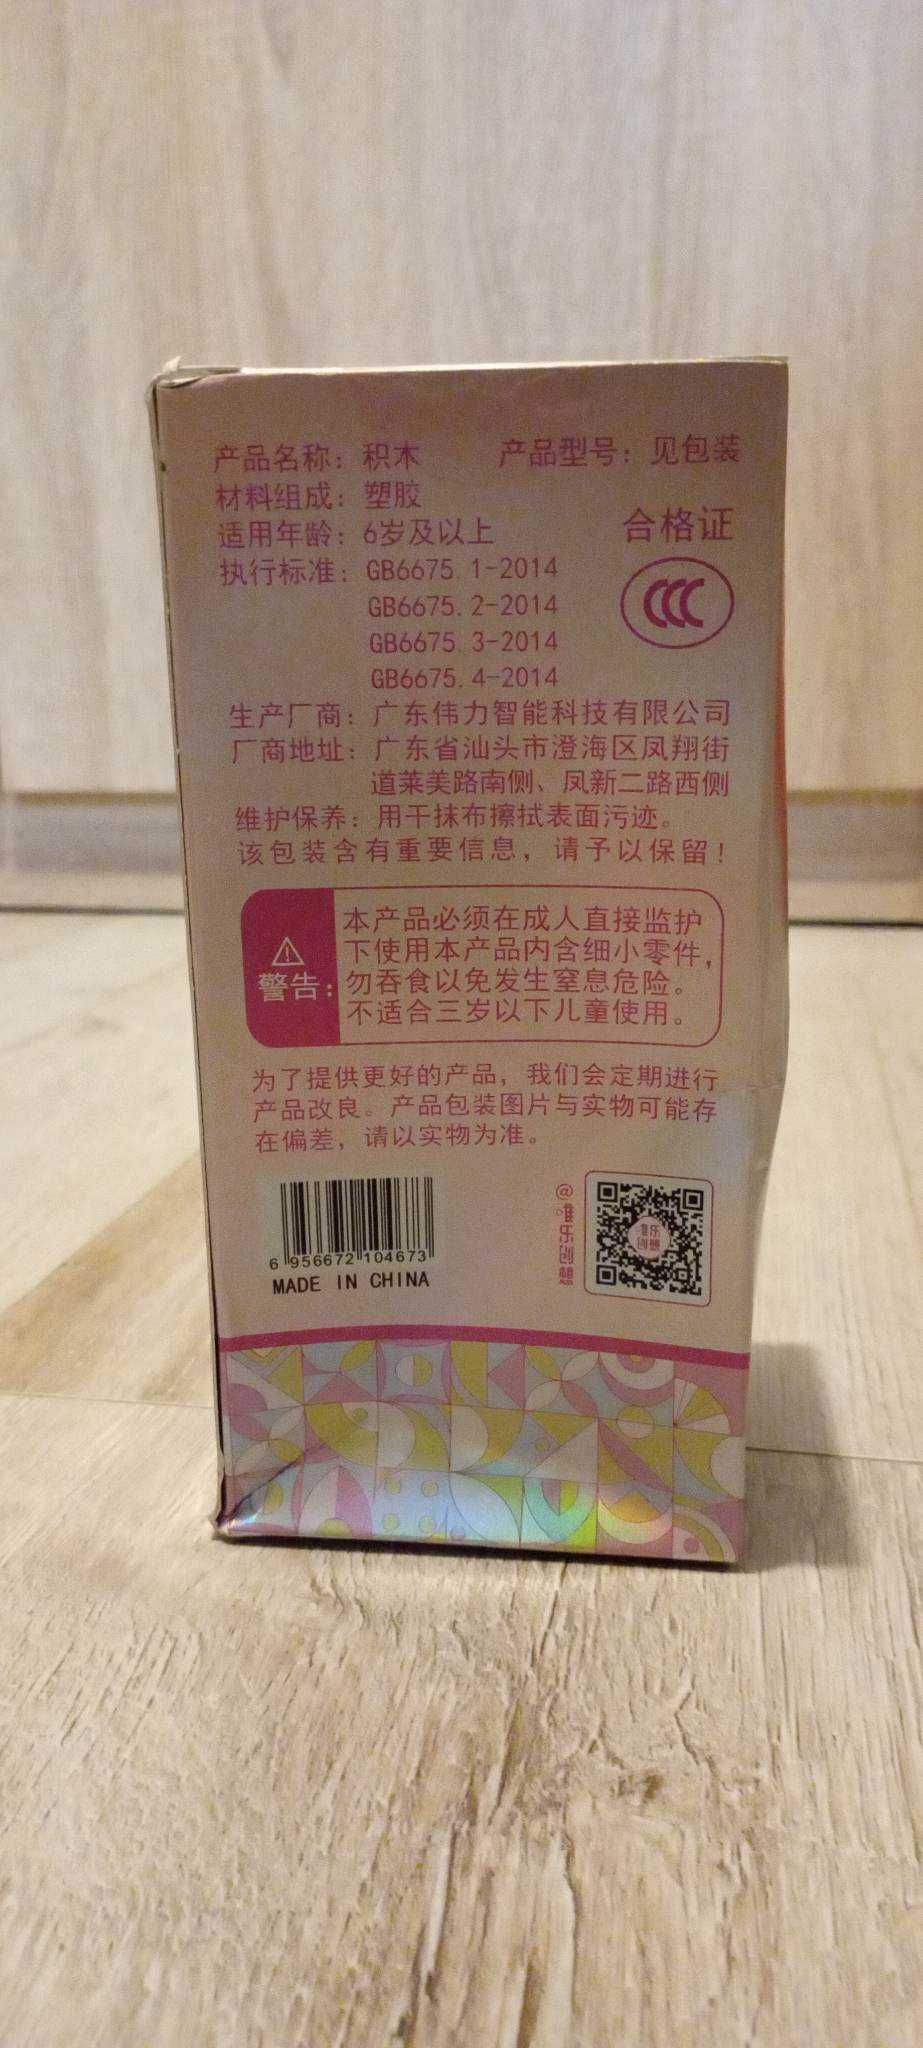 产品名称：积木 产品型号：见包装
材料组成：塑胶
适用年龄：6岁及以上
合格证
执行标准：GB6675.1-2014
GB6675.2-2014
GB6675.3-2014
GB6675.4-2014
CCC
生产厂商：广东伟力智能科技有限公司
厂商地址：广东省汕头市澄海区凤翔街
道莱美路南侧、凤新二路西侧
维护保养：用干抹布擦拭表面污迹。
该包装含有重要信息，请予以保留！
警告：
本产品必须在成人直接监护
下使用本产品内含细小零件，
勿吞食以免发生窒息危险。
不适合三岁以下儿童使用。
为了提供更好的产品，我们会定期进行
产品改良。产品包装图片与实物可能存
在偏差，请以实物为准。
6 956672 104673
MADE IN CHINA
@唯乐创想
唯乐
创想